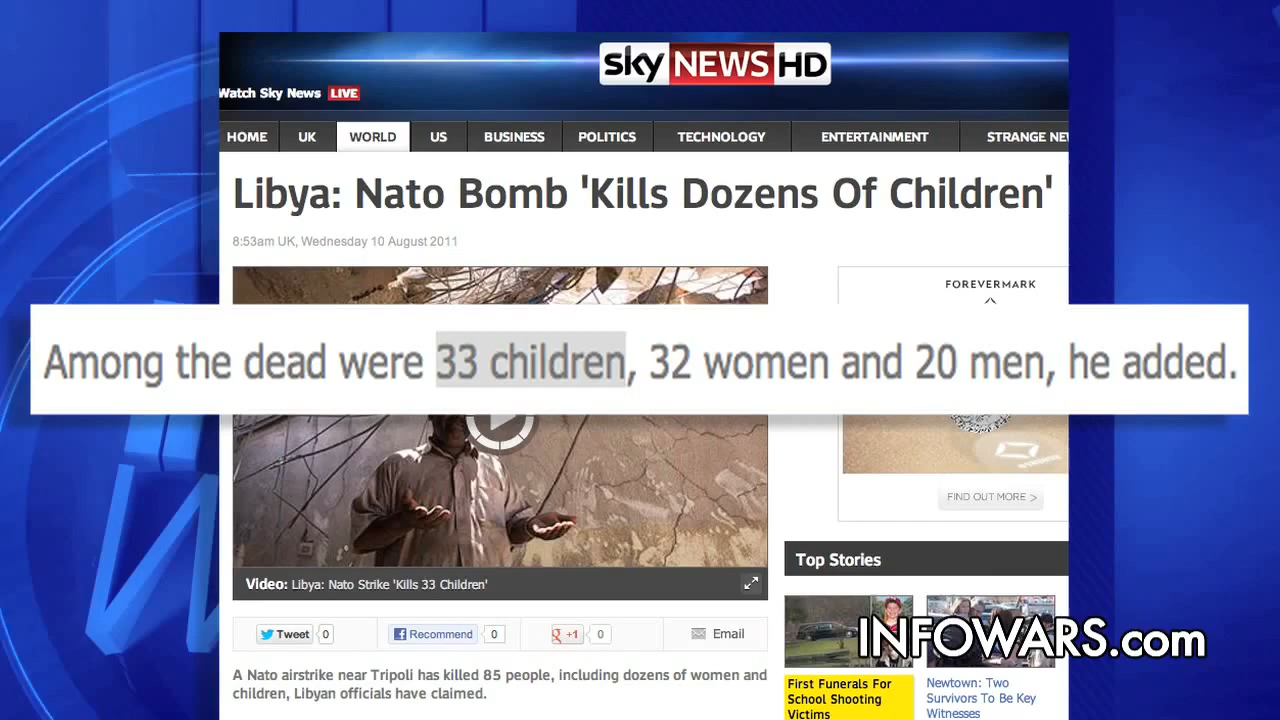 sky NEWS HD
Watch Sky News LIVE
HOME UK WORLD US BUSINESS POLITICS TECHNOLOGY ENTERTAINMENT STRANGE NE
Libya: Nato Bomb 'Kills Dozens Of Children'
8:53am UK, Wednesday 10 August 2011
FOREVERMARK
Among the dead were 33 children, 32 women and 20 men, he added.
FIND OUT MORE >
Top Stories
Video: Libya: Nato Strike 'Kills 33 Children'
Tweet 0 Recommend 0 +1 0 Email
INFOWARS.com
A Nato airstrike near Tripoli has killed 85 people, including dozens of women and
children, Libyan officials have claimed.
First Funerals For
School Shooting
Victims
Newtown: Two
Survivors To Be Key
Witnesses